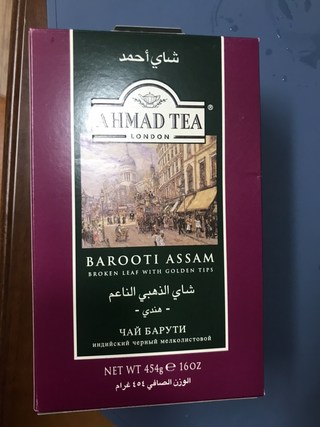 شاي أحمد
AHMAD TEA®
LONDON
BAROOTI ASSAM
BROKEN LEAF WITH GOLDEN TIPS
شاي الذهبي الناعم
- هندي -
ЧАЙ БАРУТИ
индийский черный мелколистовой
NET WT 454g ℮ 16OZ
الوزن الصافي ٤٥٤ غرام